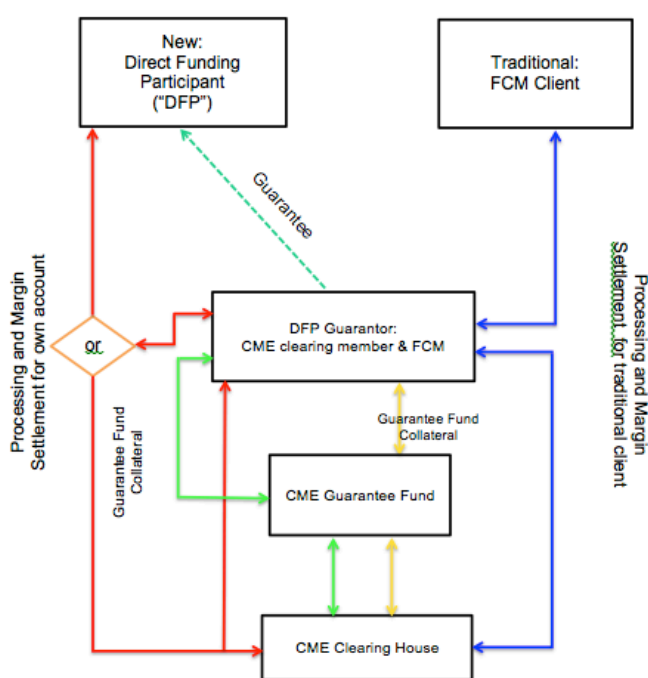 New:
Direct Funding
Participant
("DFP")
Traditional:
FCM Client
Guarantee
Processing and Margin
Settlement for own account
or
DFP Guarantor:
CME clearing member & FCM
Processing and Margin
Settlement for traditional client
Guarantee Fund
Collateral
Guarantee Fund
Collateral
CME Guarantee Fund
CME Clearing House